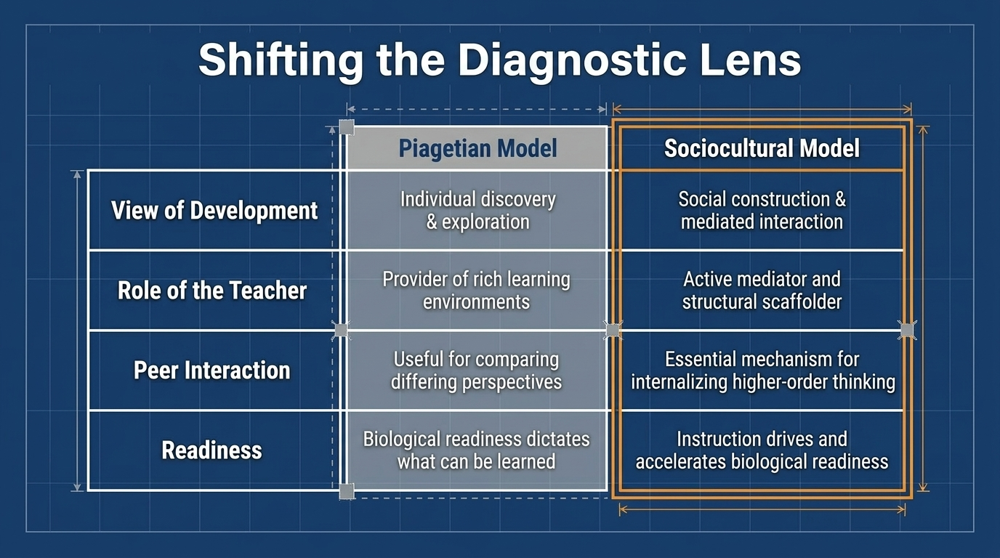 Shifting the Diagnostic Lens
Piagetian Model
Sociocultural Model
View of Development
Individual discovery
& exploration
Social construction &
mediated interaction
Role of the Teacher
Provider of rich learning
environments
Active mediator and
structural scaffolder
Peer Interaction
Useful for comparing
differing perspectives
Essential mechanism for
internalizing higher-order thinking
Readiness
Biological readiness dictates
what can be learned
Instruction drives and
accelerates biological readiness